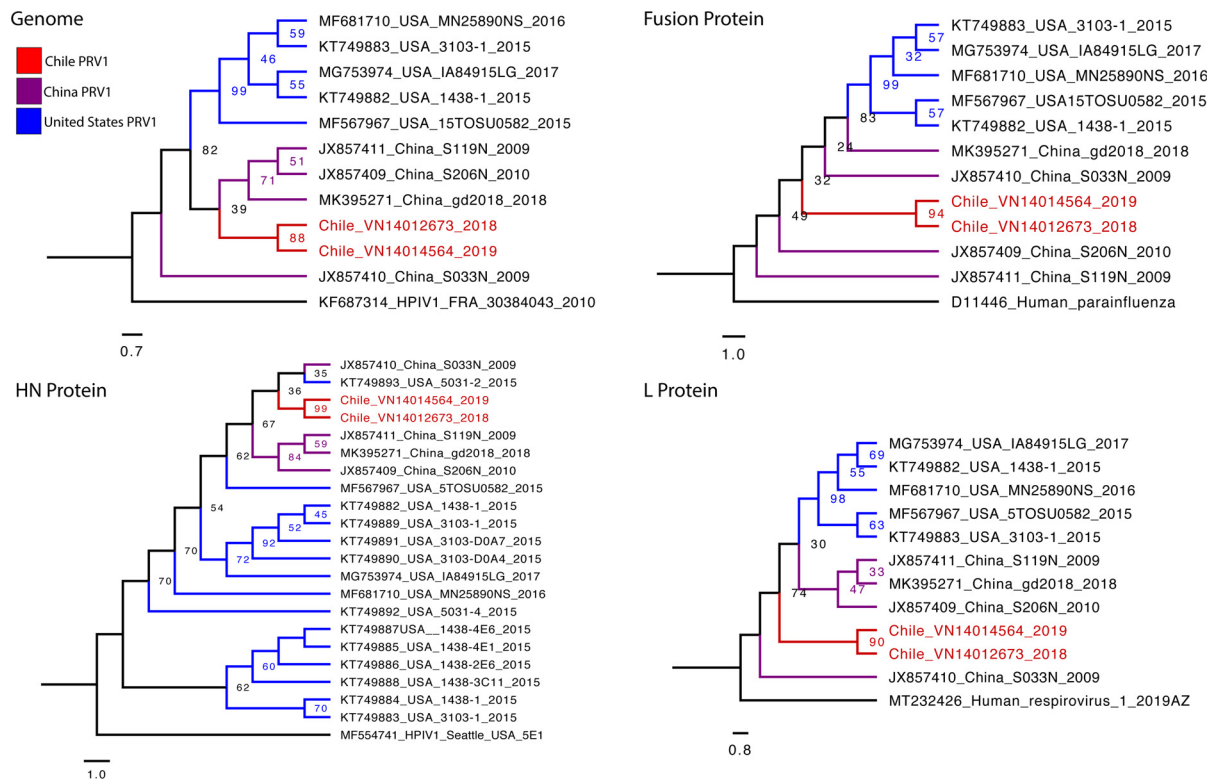 Genome
Chile PRV1
China PRV1
United States PRV1
MF681710_USA_MN25890NS_2016
59
KT749883_USA_3103-1_2015
46
MG753974_USA_IA84915LG_2017
99
55
KT749882_USA_1438-1_2015
MF567967_USA_15TOSU0582_2015
82
JX857411_China_S119N_2009
51
JX857409_China_S206N_2010
71
MK395271_China_gd2018_2018
39
Chile_VN14012673_2018
88
Chile_VN14014564_2019
JX857410_China_S033N_2009
KF687314_HPIV1_FRA_30384043_2010
0.7
Fusion Protein
KT749883_USA_3103-1_2015
57
MG753974_USA_IA84915LG_2017
32
MF681710_USA_MN25890NS_2016
99
MF567967_USA15TOSU0582_2015
83
57
KT749882_USA_1438-1_2015
24
MK395271_China_gd2018_2018
32
JX857410_China_S033N_2009
Chile_VN14014564_2019
49
94
Chile_VN14012673_2018
JX857409_China_S206N_2010
JX857411_China_S119N_2009
D11446_Human_parainfluenza
1.0
HN Protein
JX857410_China_S033N_2009
35
KT749893_USA_5031-2_2015
36
Chile_VN14014564_2019
99
Chile_VN14012673_2018
67
JX857411_China_S119N_2009
59
MK395271_China_gd2018_2018
62
84
JX857409_China_S206N_2010
MF567967_USA_5TOSU0582_2015
54
KT749882_USA_1438-1_2015
45
KT749889_USA_3103-1_2015
52
KT749891_USA_3103-D0A7_2015
70
92
KT749890_USA_3103-D0A4_2015
72
MG753974_USA_IA84915LG_2017
70
MF681710_USA_MN25890NS_2016
KT749892_USA_5031-4_2015
KT749887USA__1438-4E6_2015
KT749885_USA_1438-4E1_2015
60
KT749886_USA_1438-2E6_2015
62
KT749888_USA_1438-3C11_2015
KT749884_USA_1438-1_2015
70
KT749883_USA_3103-1_2015
MF554741_HPIV1_Seattle_USA_5E1
1.0
L Protein
MG753974_USA_IA84915LG_2017
69
KT749882_USA_1438-1_2015
55
MF681710_USA_MN25890NS_2016
98
MF567967_USA_5TOSU0582_2015
63
KT749883_USA_3103-1_2015
30
JX857411_China_S119N_2009
33
MK395271_China_gd2018_2018
74
47
JX857409_China_S206N_2010
Chile_VN14014564_2019
90
Chile_VN14012673_2018
JX857410_China_S033N_2009
MT232426_Human_respirovirus_1_2019AZ
0.8